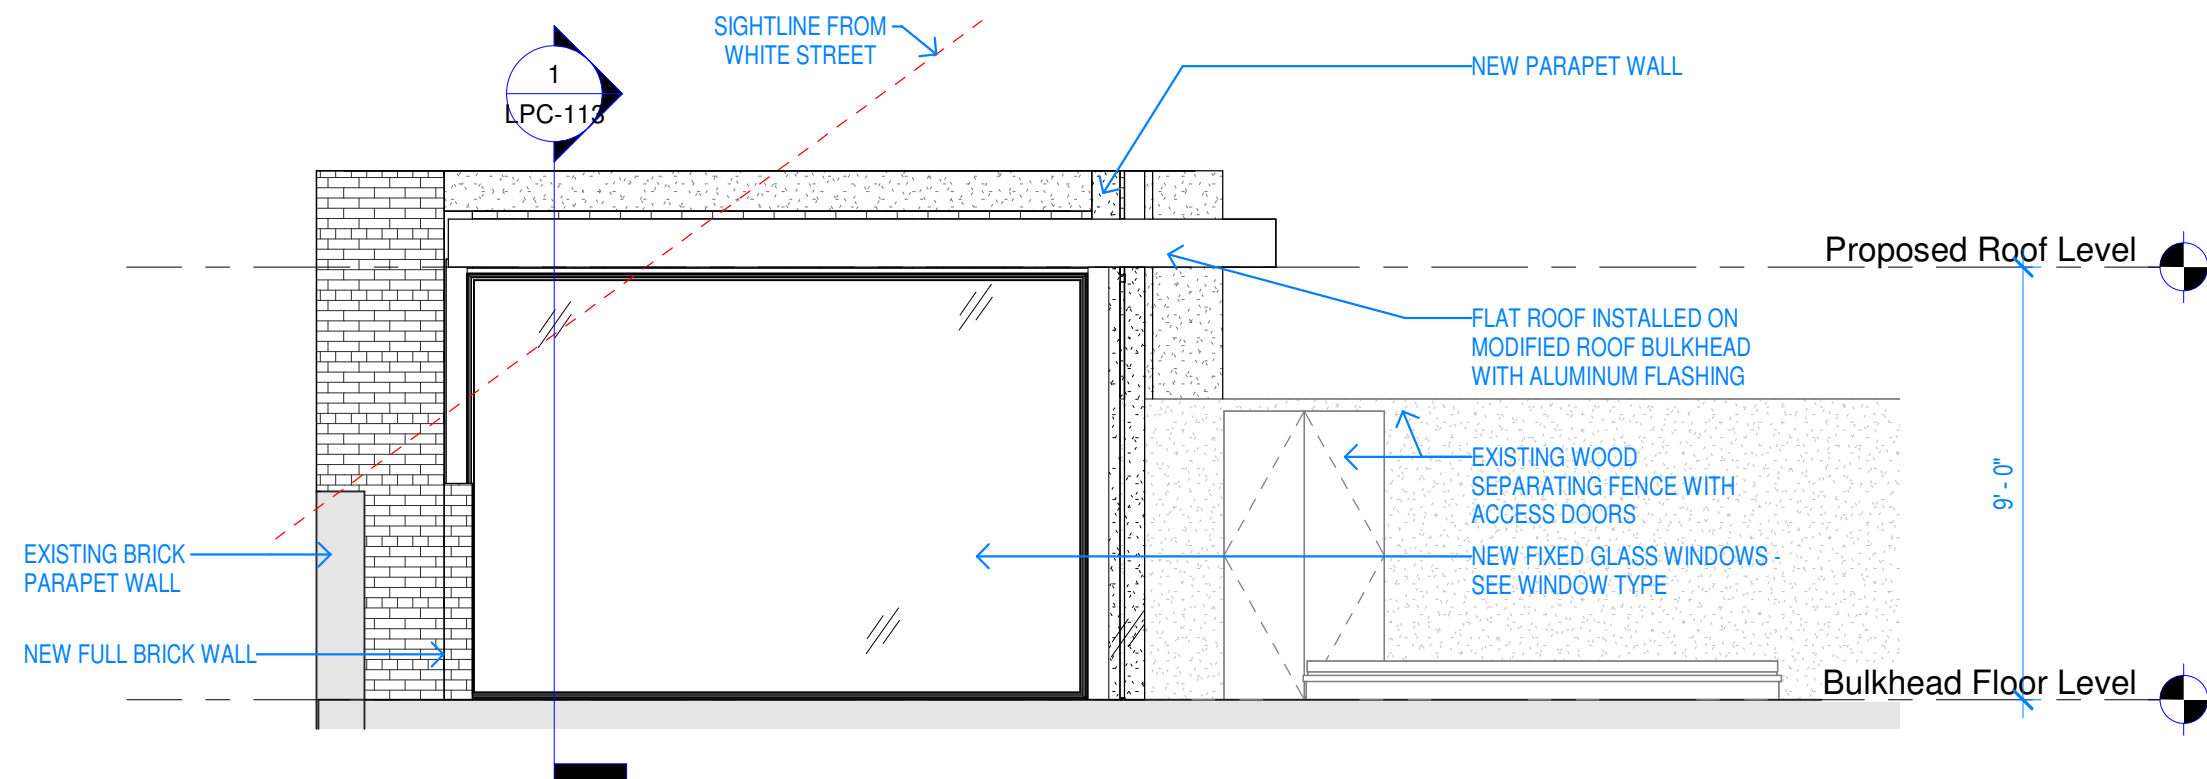 SIGHTLINE FROM
WHITE STREET
1
LPC-113
NEW PARAPET WALL
Proposed Roof Level
FLAT ROOF INSTALLED ON
MODIFIED ROOF BULKHEAD
WITH ALUMINUM FLASHING
EXISTING WOOD
SEPARATING FENCE WITH
ACCESS DOORS
9' - 0"
EXISTING BRICK
PARAPET WALL
NEW FIXED GLASS WINDOWS -
SEE WINDOW TYPE
NEW FULL BRICK WALL
Bulkhead Floor Level